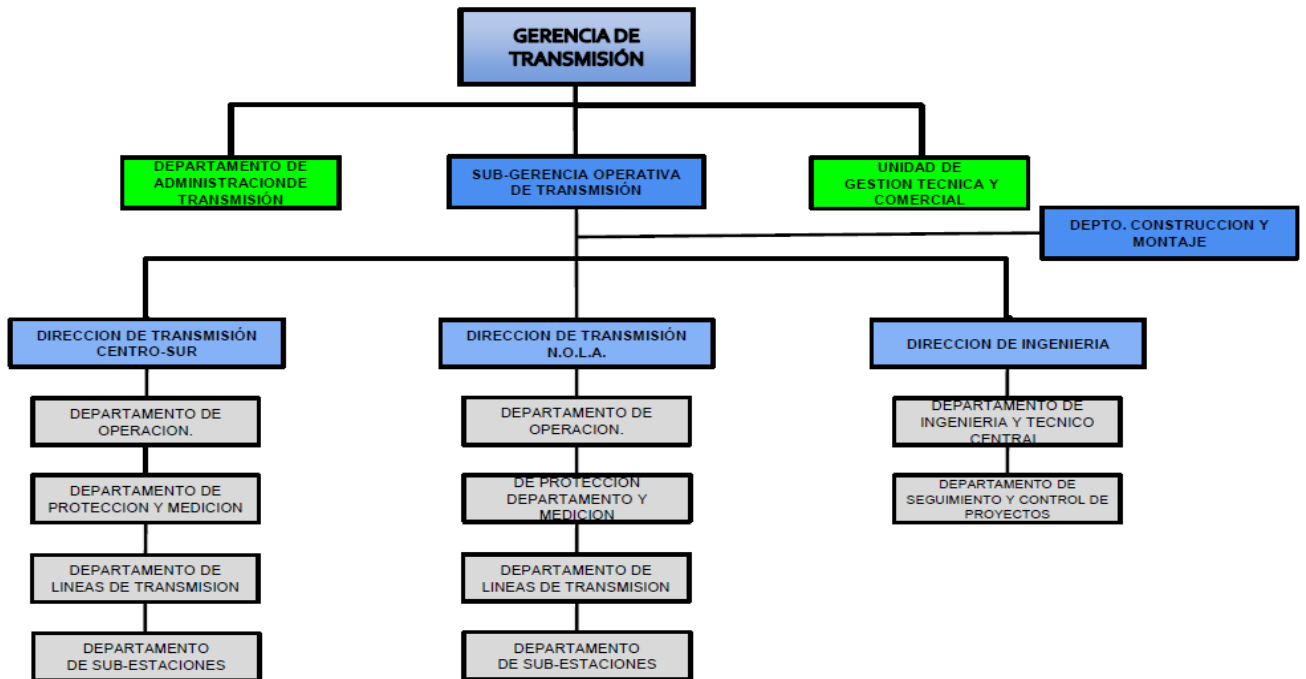 GERENCIA DE
TRANSMISIÓN
DEPARTAMENTO DE
ADMINISTRACIONDE
TRANSMISIÓN
SUB-GERENCIA OPERATIVA
DE TRANSMISIÓN
UNIDAD DE
GESTION TECNICA Y
COMERCIAL
DEPTO. CONSTRUCCION Y
MONTAJE
DIRECCION DE TRANSMISIÓN
CENTRO-SUR
DIRECCION DE TRANSMISIÓN
N.O.L.A.
DIRECCION DE INGENIERIA
DEPARTAMENTO DE
OPERACION.
DEPARTAMENTO DE
PROTECCION Y MEDICION
DEPARTAMENTO DE
LINEAS DE TRANSMISION
DEPARTAMENTO
DE SUB-ESTACIONES
DEPARTAMENTO DE
OPERACION.
DE PROTECCION
DEPARTAMENTO Y
MEDICION
DEPARTAMENTO DE
LINEAS DE TRANSMISION
DEPARTAMENTO
DE SUB-ESTACIONES
DEPARTAMENTO DE
INGENIERIA Y TECNICO
CENTRAL
DEPARTAMENTO DE
SEGUIMIENTO Y CONTROL DE
PROYECTOS